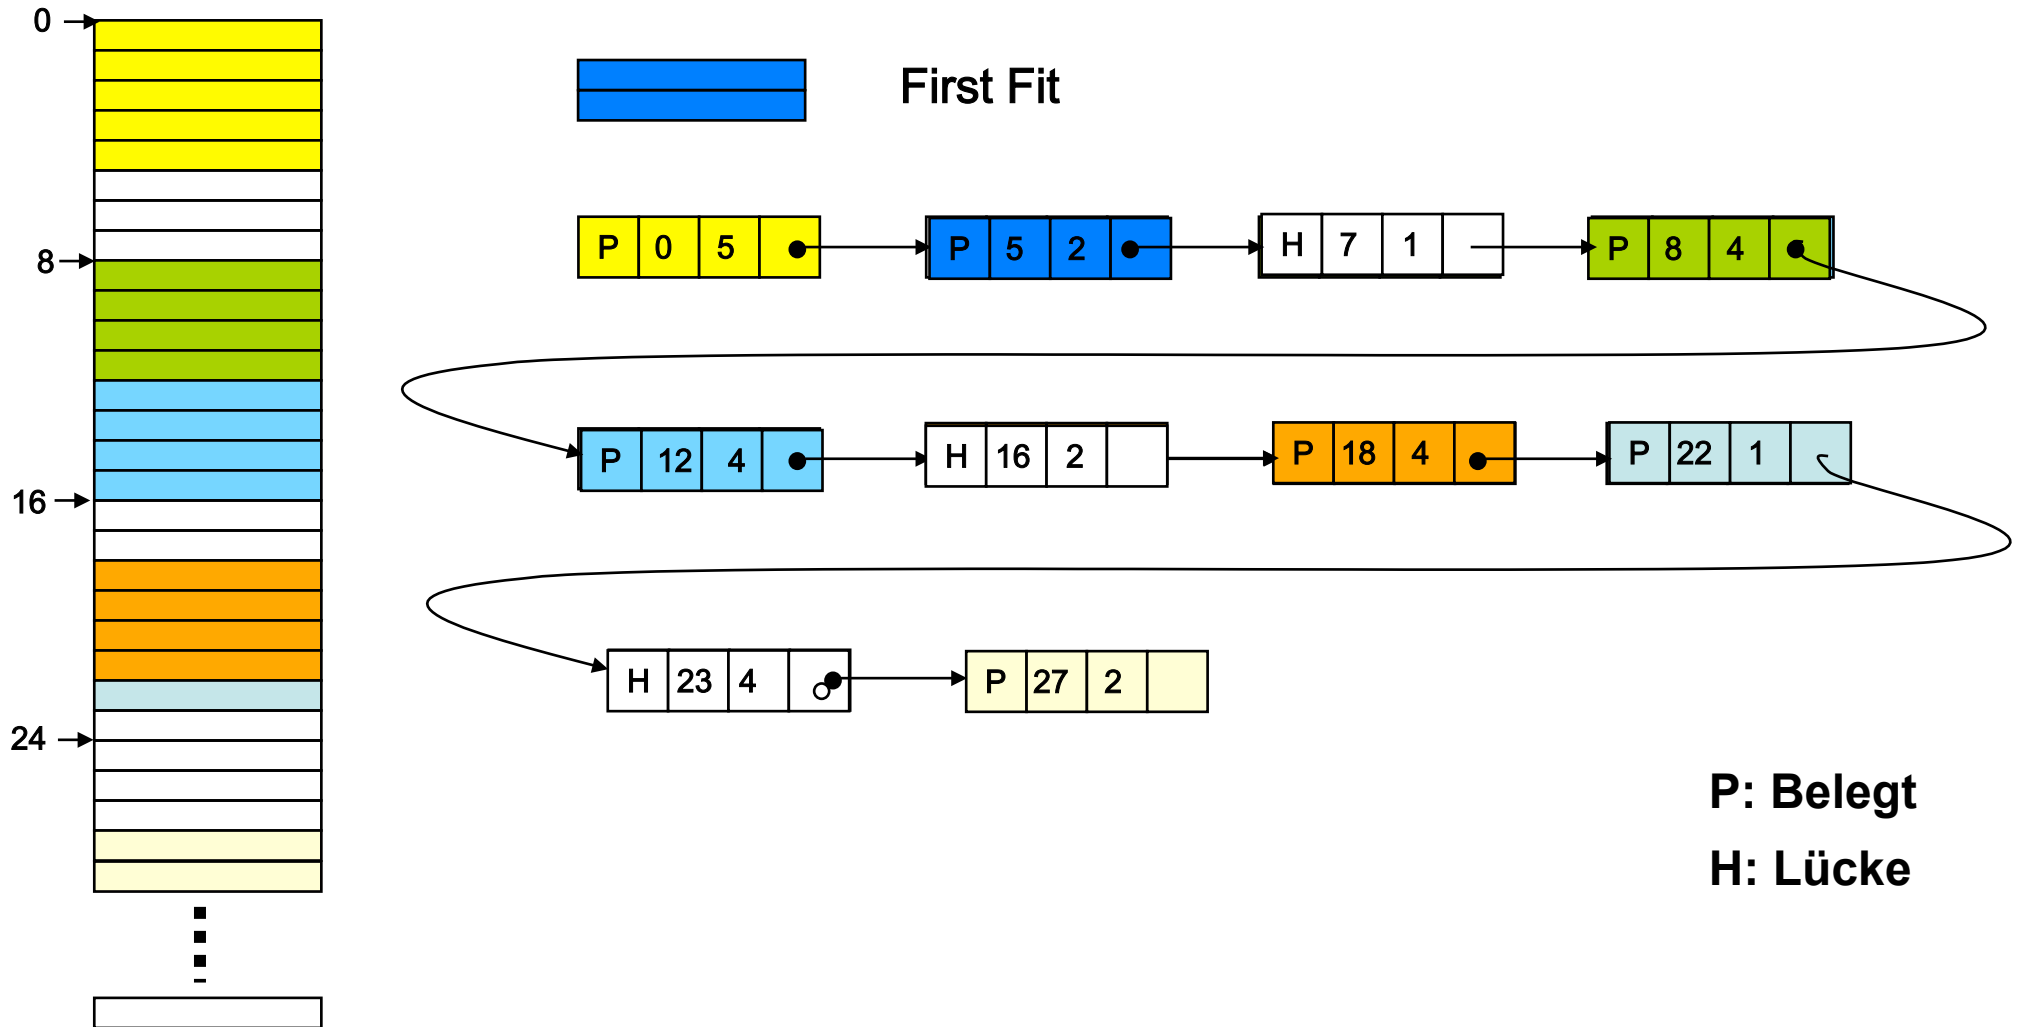 0
First Fit
P 0 5
P 5 2
H 7 1
P 8 4
8
P 12 4
H 16 2
P 18 4
P 22 1
16
H 23 4
P 27 2
24
P: Belegt
H: Lücke